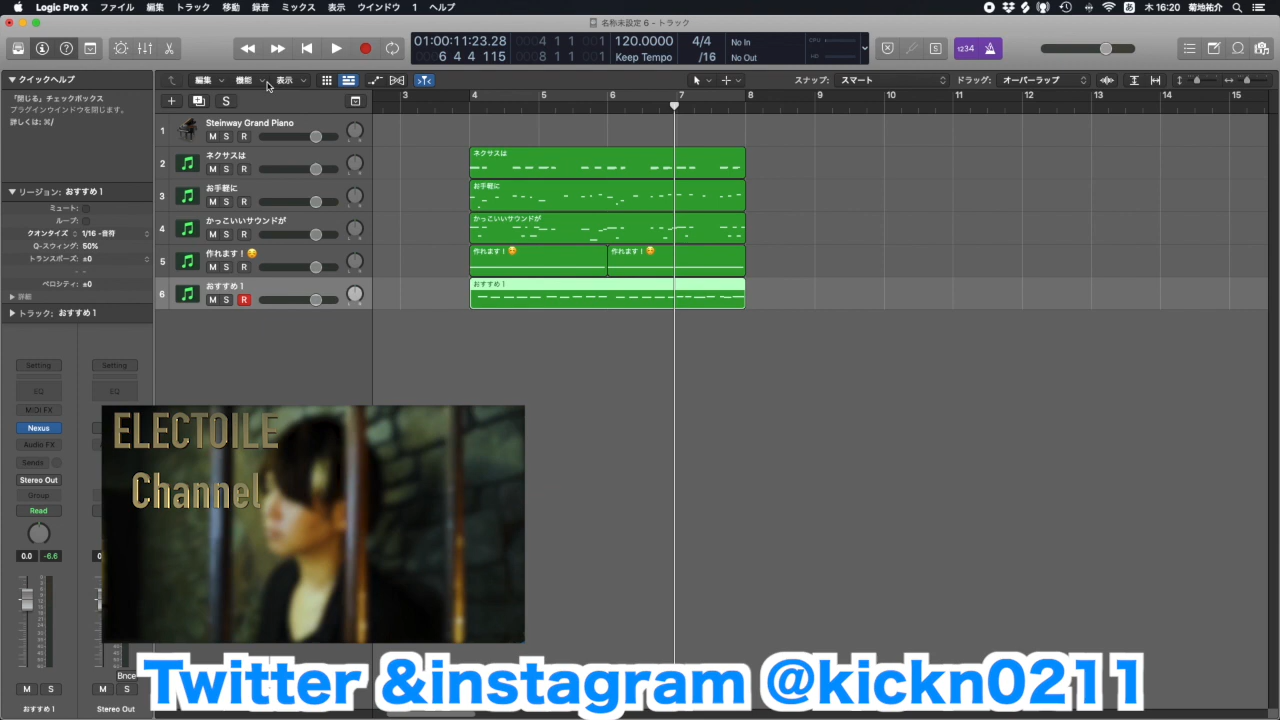 Logic Pro X ファイル 編集 トラック 移動 録音 ミックス 表示 ウインドウ 1 ヘルプ
木 16:20 菊地祐介
名称未設定 6 - トラック
01:00:11:23.28
6 4 4 115
0004 1 1 001
0008 1 1 001
120.0000
Keep Tempo
4/4
/16
No In
No Out
CPU
HD
1234
クイックヘルプ
「閉じる」チェックボックス
プラグインウィンドウを閉じます。
詳しくは: ⌘/
編集 機能 表示
スナップ: スマート
ドラッグ: オーバーラップ
S
3 4 5 6 7 8 9 10 11 12 13 14 15
1 Steinway Grand Piano
M S R
2 ネクサスは
M S R
3 お手軽に
M S R
4 かっこいいサウンドが
M S R
5 作れます！☺️
M S R
6 おすすめ！
M S R
ネクサスは
お手軽に
かっこいいサウンドが
作れます！☺️ 作れます！☺️
おすすめ！
リージョン: おすすめ！
ミュート:
ループ:
クオンタイズ 1/16 -音符
Q-スウィング: 50%
トランスポーズ: ±0
ベロシティ: ±0
詳細
トラック: おすすめ！
Setting Setting
EQ EQ
MIDI FX
Nexus
Audio FX
Sends
Stereo Out
Group
Read
0.0 -6.6
Bnce
M S M S
おすすめ！ Stereo Out
ELECTOILE
Channel
Twitter &instagram @kickn0211